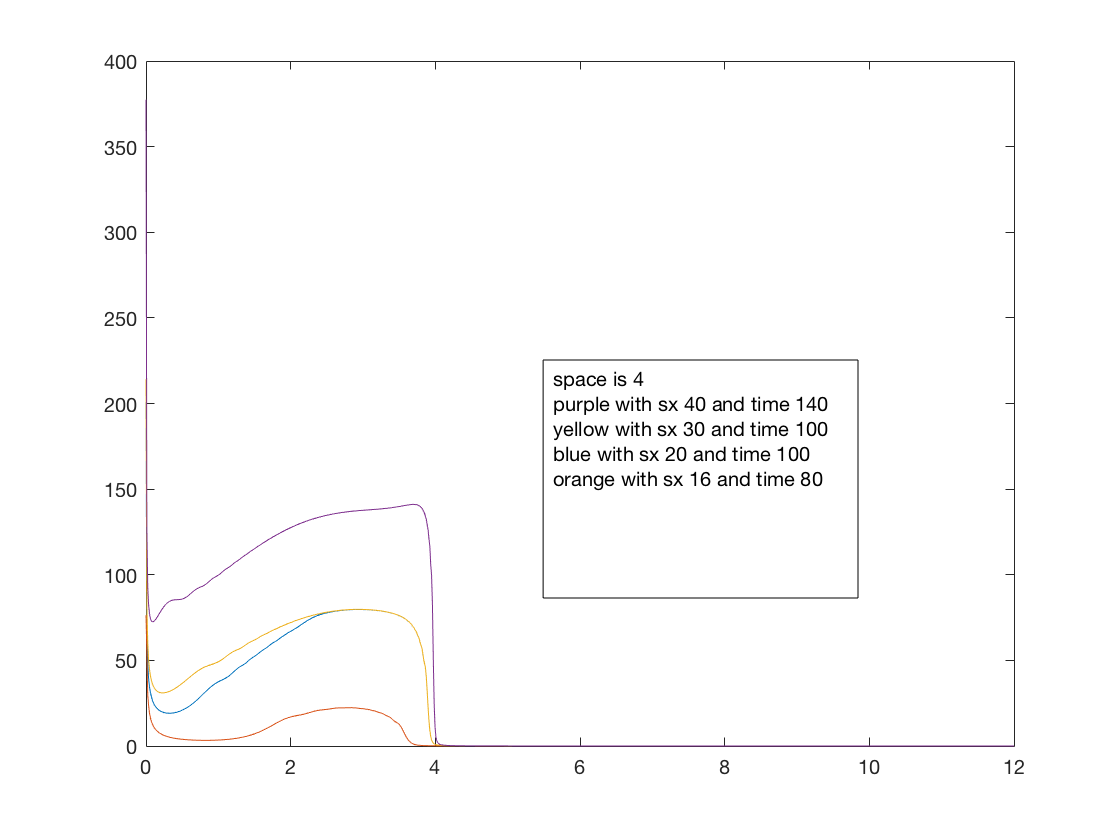 400
350
300
250
200
150
100
50
0
space is 4
purple with sx 40 and time 140
yellow with sx 30 and time 100
blue with sx 20 and time 100
orange with sx 16 and time 80
0 2 4 6 8 10 12